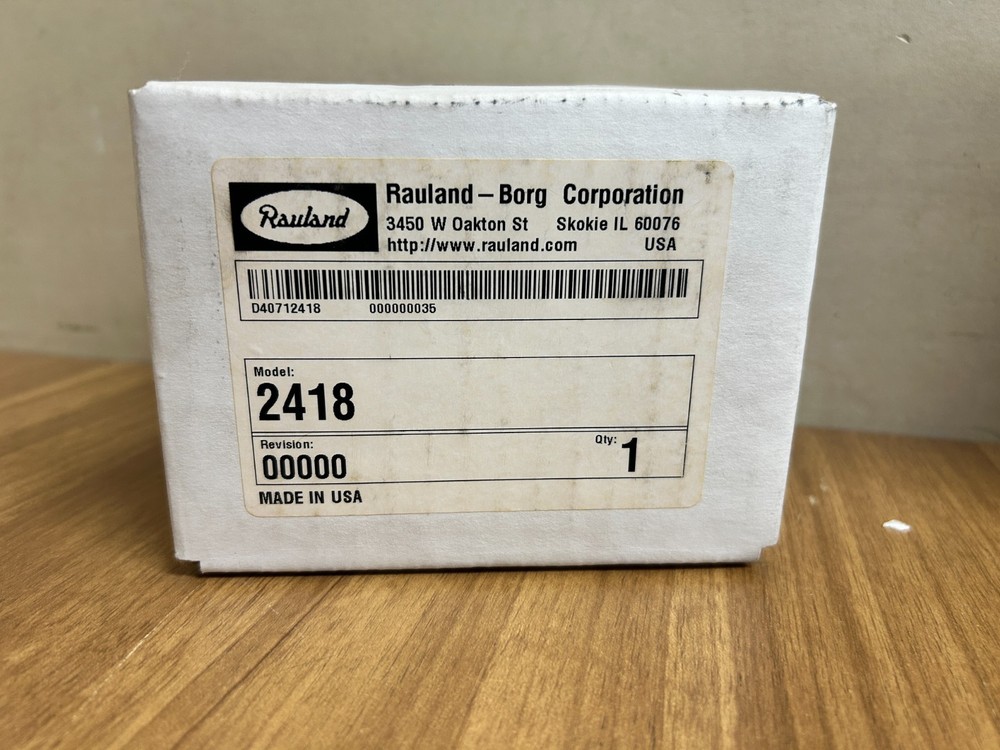 Rauland
Rauland-Borg Corporation
3450 W Oakton St Skokie IL 60076
http://www.rauland.com USA
D40712418 000000035
Model:
2418
Revision: Qty:
00000 1
MADE IN USA